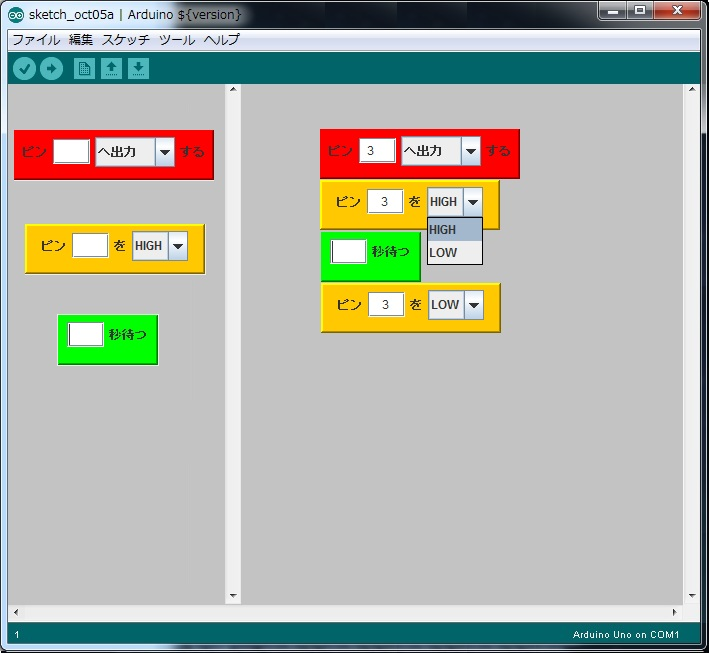 sketch_oct05a | Arduino ${version}
ファイル 編集 スケッチ ツール ヘルプ
ピン へ出力 する
ピン を HIGH
秒待つ
ピン 3 へ出力 する
ピン 3 を HIGH
HIGH
LOW
秒待つ
ピン 3 を LOW
1
Arduino Uno on COM1